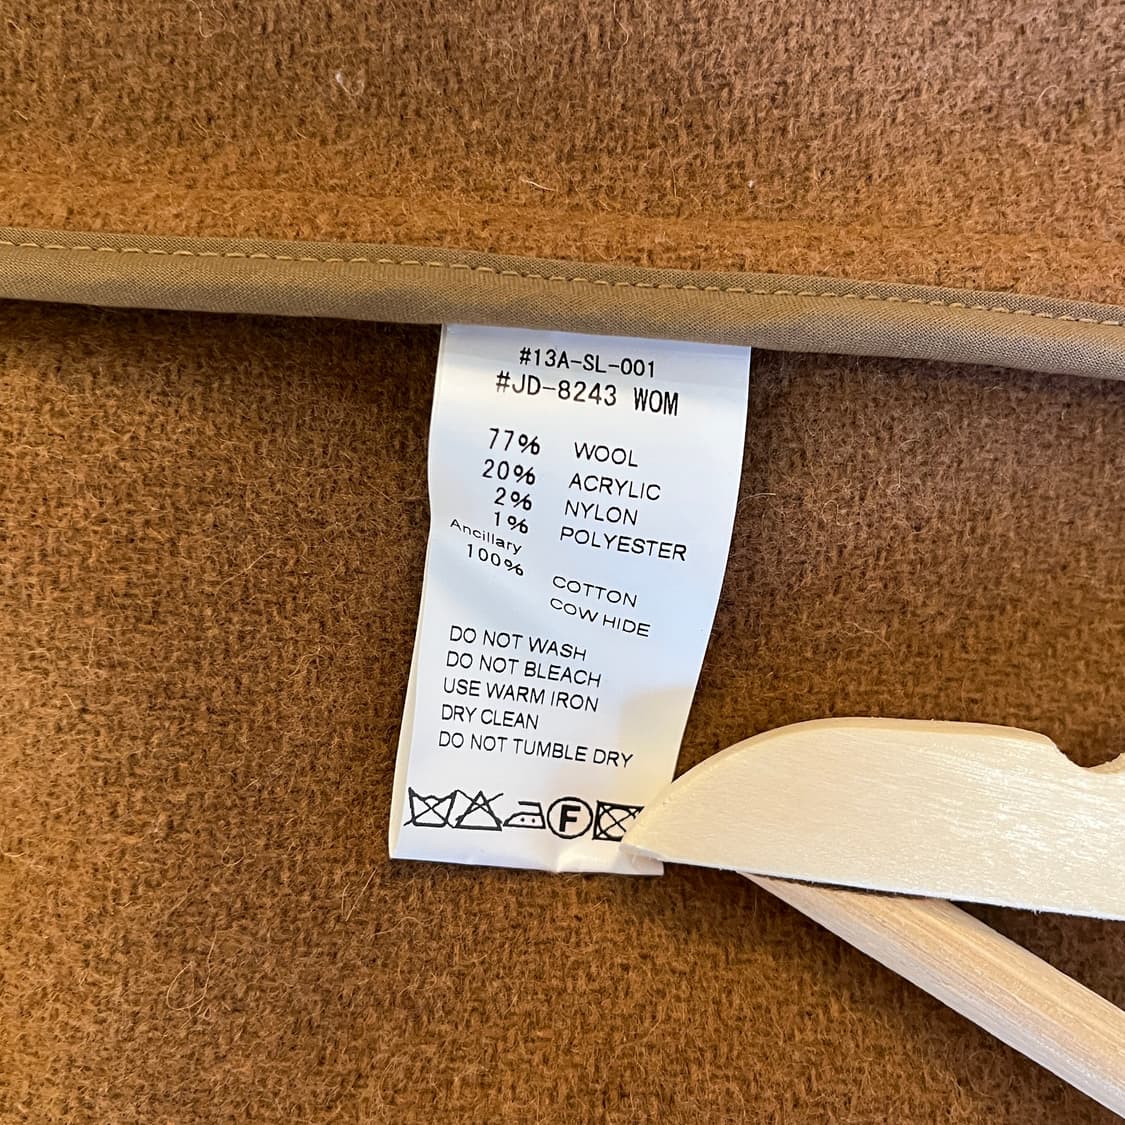 #13A-SL-001
#JD-8243 WOM
77% WOOL
20% ACRYLIC
2% NYLON
1% POLYESTER
Ancillary
100% COTTON
COW HIDE
DO NOT WASH
DO NOT BLEACH
USE WARM IRON
DRY CLEAN
DO NOT TUMBLE DRY
F